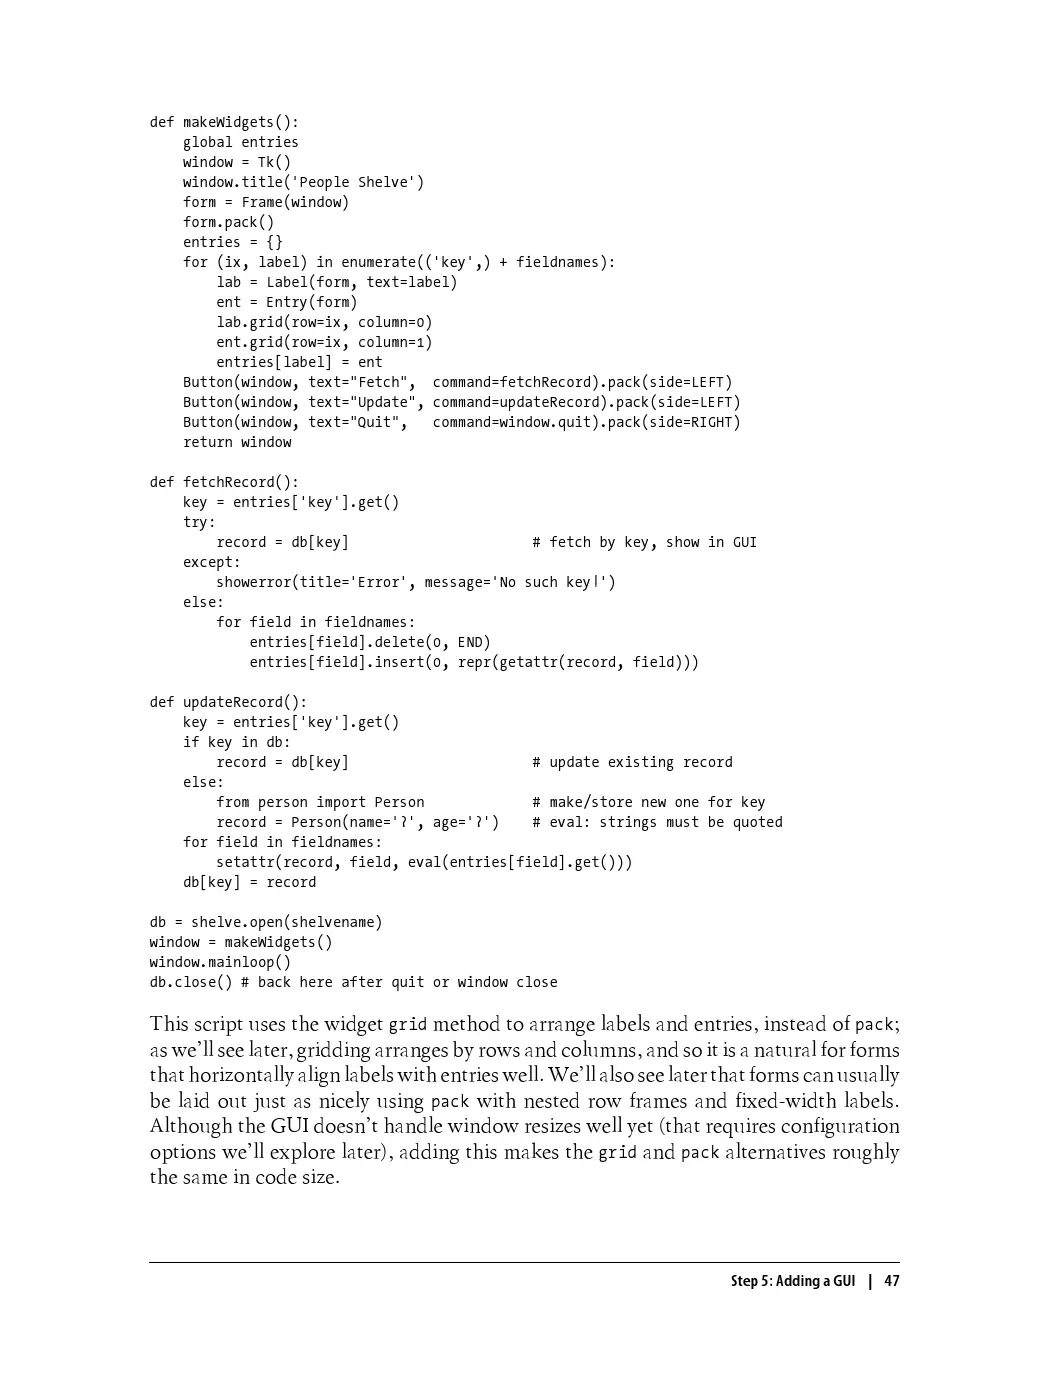 def makeWidgets():
    global entries
    window = Tk()
    window.title('People Shelve')
    form = Frame(window)
    form.pack()
    entries = {}
    for (ix, label) in enumerate(('key',) + fieldnames):
        lab = Label(form, text=label)
        ent = Entry(form)
        lab.grid(row=ix, column=0)
        ent.grid(row=ix, column=1)
        entries[label] = ent
    Button(window, text="Fetch",  command=fetchRecord).pack(side=LEFT)
    Button(window, text="Update", command=updateRecord).pack(side=LEFT)
    Button(window, text="Quit",   command=window.quit).pack(side=RIGHT)
    return window

def fetchRecord():
    key = entries['key'].get()
    try:
        record = db[key]                      # fetch by key, show in GUI
    except:
        showerror(title='Error', message='No such key!')
    else:
        for field in fieldnames:
            entries[field].delete(0, END)
            entries[field].insert(0, repr(getattr(record, field)))

def updateRecord():
    key = entries['key'].get()
    if key in db:
        record = db[key]                      # update existing record
    else:
        from person import Person             # make/store new one for key
        record = Person(name='?', age='?')    # eval: strings must be quoted
    for field in fieldnames:
        setattr(record, field, eval(entries[field].get()))
    db[key] = record

db = shelve.open(shelvename)
window = makeWidgets()
window.mainloop()
db.close() # back here after quit or window close

This script uses the widget grid method to arrange labels and entries, instead of pack;
as we'll see later, gridding arranges by rows and columns, and so it is a natural for forms
that horizontally align labels with entries well. We'll also see later that forms can usually
be laid out just as nicely using pack with nested row frames and fixed-width labels.
Although the GUI doesn't handle window resizes well yet (that requires configuration
options we'll explore later), adding this makes the grid and pack alternatives roughly
the same in code size.

Step 5: Adding a GUI | 47